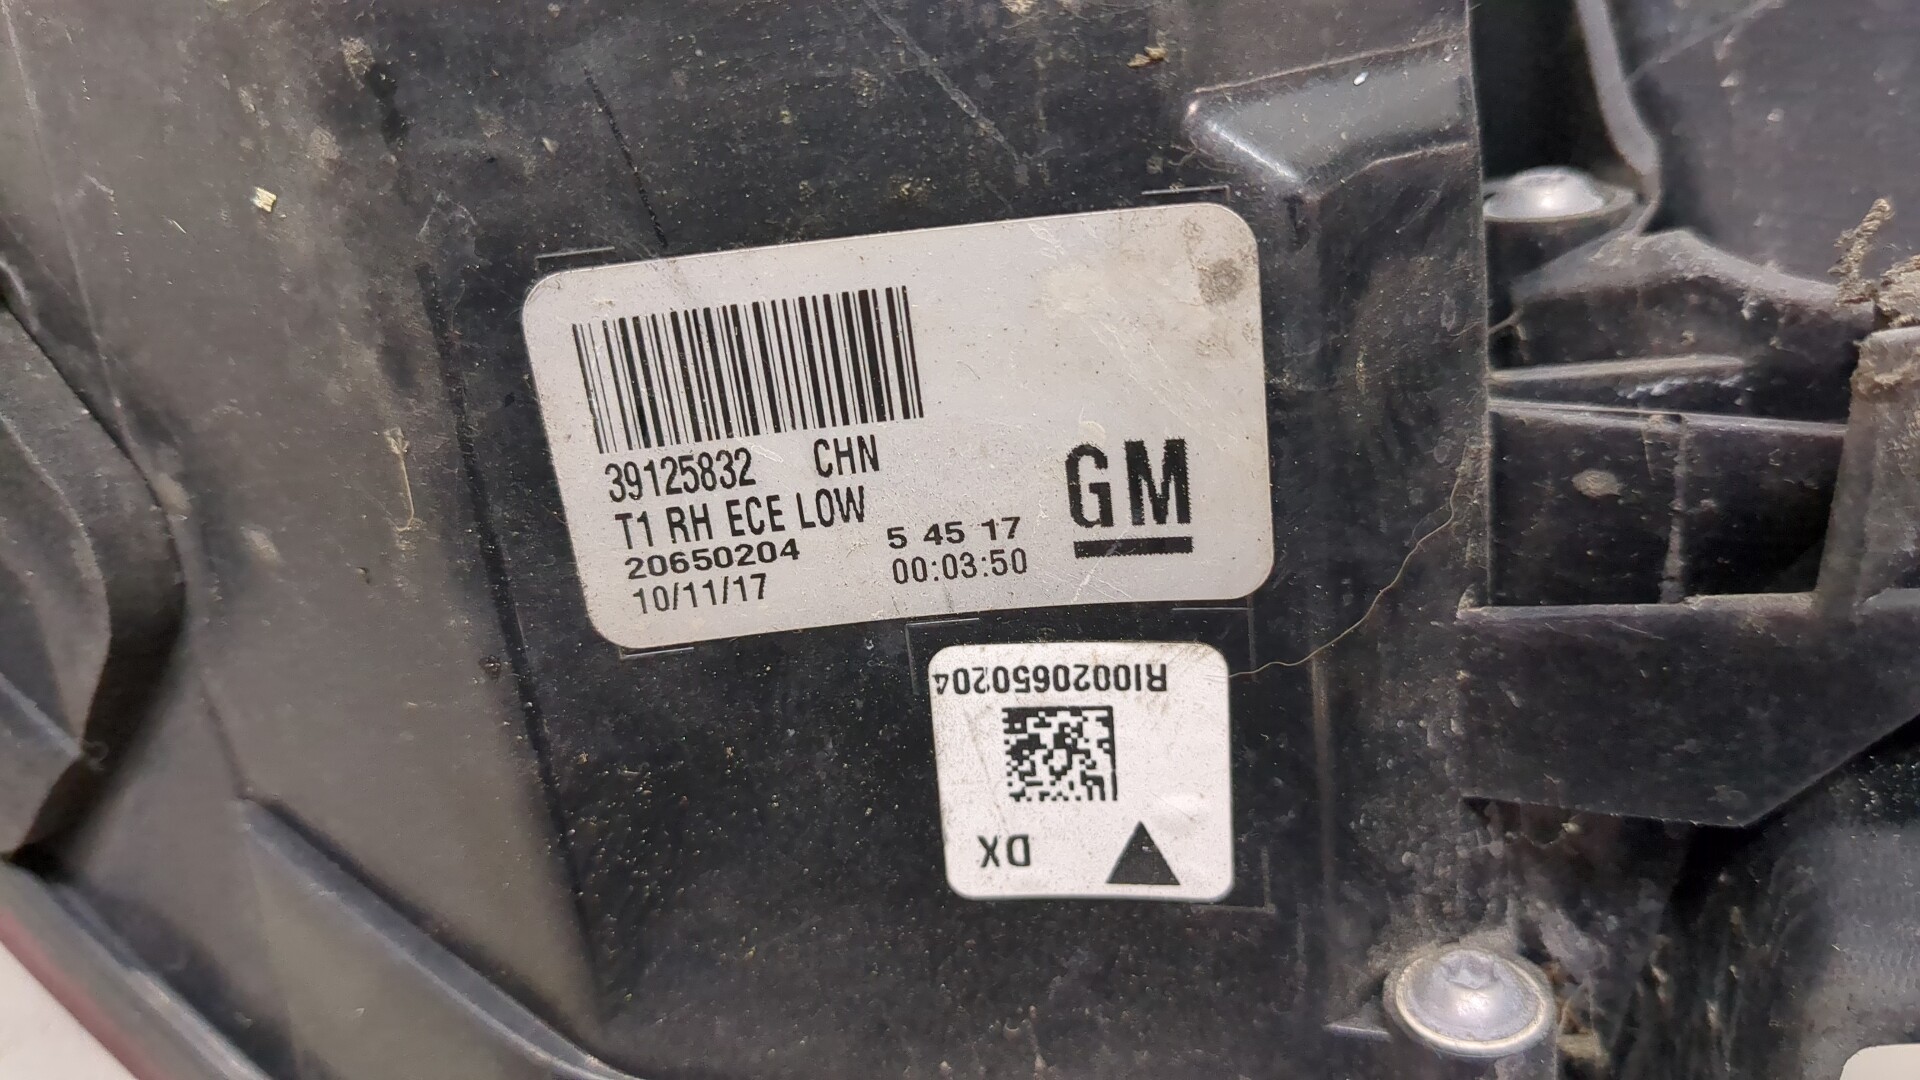 39125832 CHN
T1 RH ECE LOW
20650204 5 45 17
10/11/17 00:03:50
GM
RI0020650204
DX